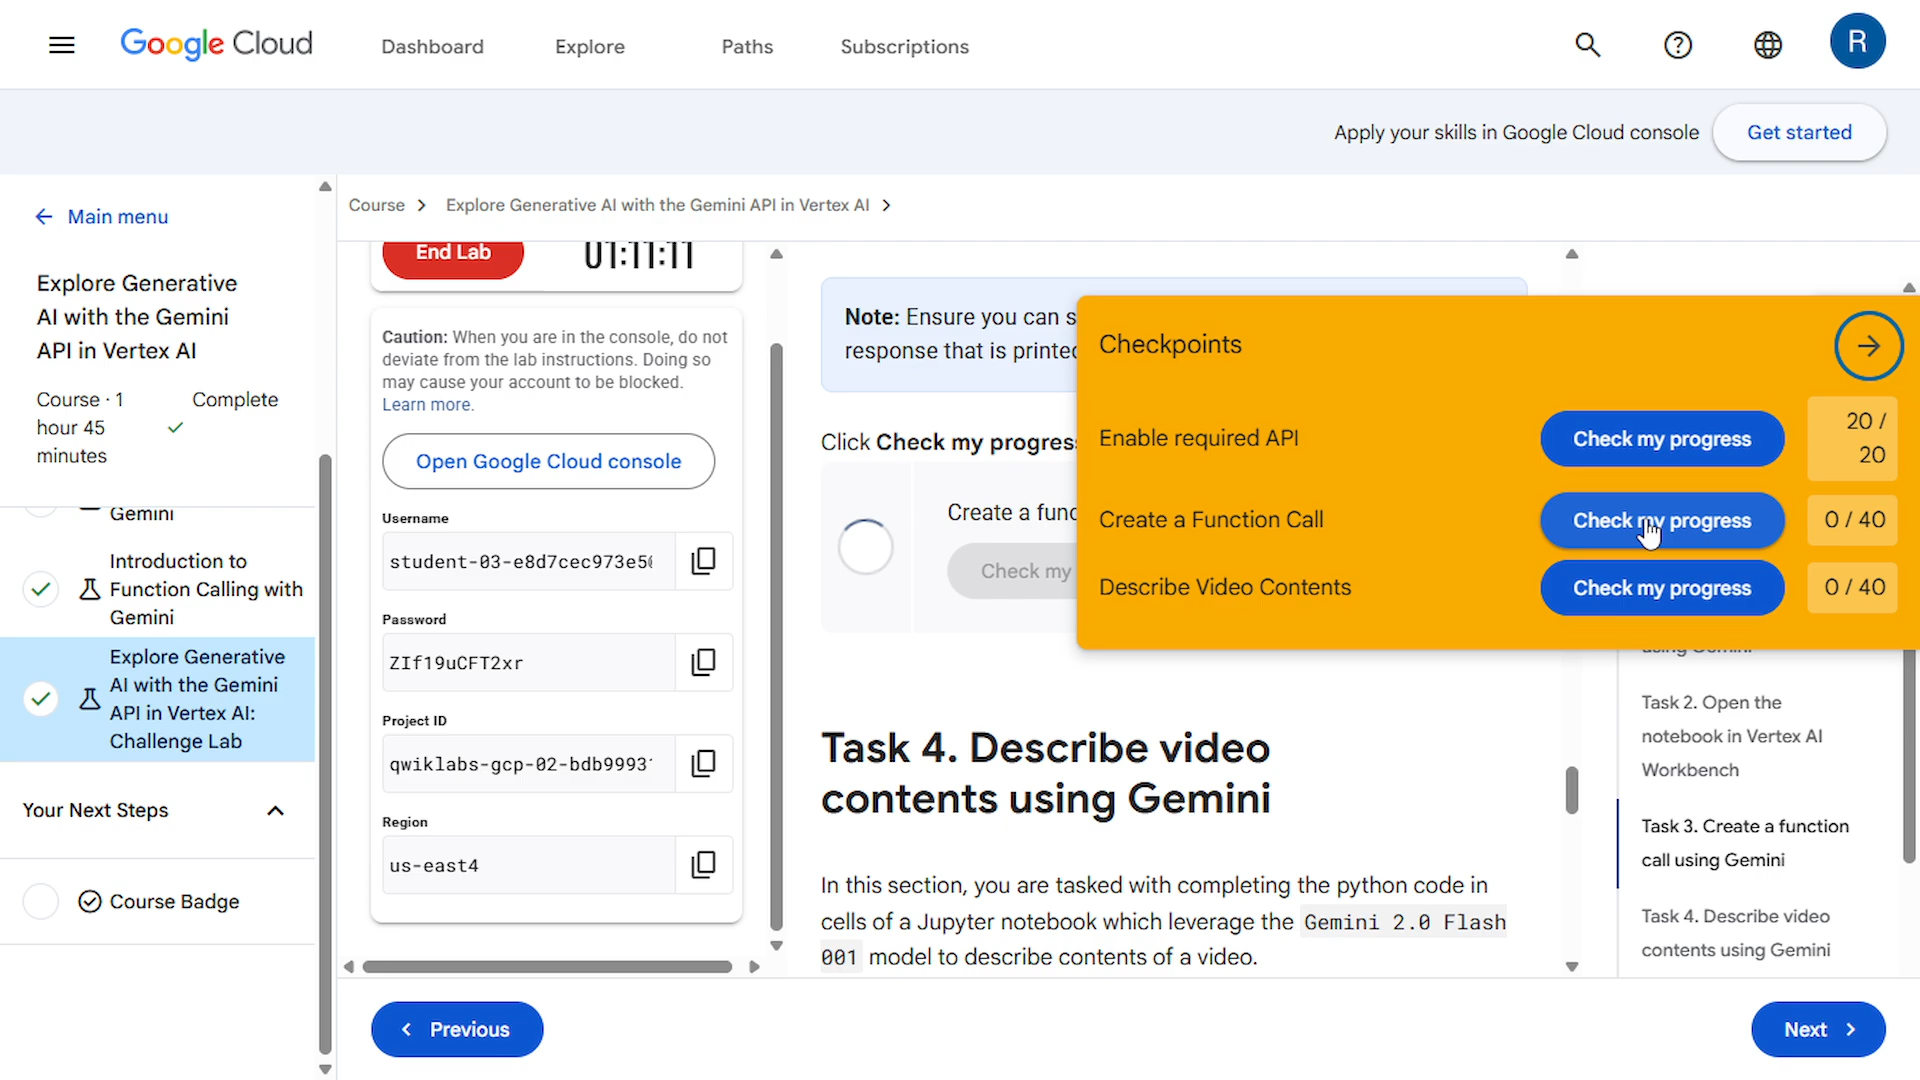 Google Cloud
Dashboard
Explore
Paths
Subscriptions
R
Apply your skills in Google Cloud console
Get started
Main menu
Explore Generative
AI with the Gemini
API in Vertex AI
Course · 1
hour 45
minutes
Complete
Gemini
Introduction to
Function Calling with
Gemini
Explore Generative
AI with the Gemini
API in Vertex AI:
Challenge Lab
Your Next Steps
Course Badge
Course
Explore Generative AI with the Gemini API in Vertex AI
End Lab
01:11:11
Caution: When you are in the console, do not
deviate from the lab instructions. Doing so
may cause your account to be blocked.
Learn more.
Open Google Cloud console
Username
student-03-e8d7cec973e5
Password
ZIf19uCFT2xr
Project ID
qwiklabs-gcp-02-bdb9993
Region
us-east4
Note: Ensure you can s
response that is printed
Click Check my progress
Create a func
Check my
Checkpoints
Enable required API
Check my progress
20 /
20
Create a Function Call
Check my progress
0 / 40
Describe Video Contents
Check my progress
0 / 40
Task 4. Describe video
contents using Gemini
In this section, you are tasked with completing the python code in
cells of a Jupyter notebook which leverage the Gemini 2.0 Flash
001 model to describe contents of a video.
using Gemini
Task 2. Open the
notebook in Vertex AI
Workbench
Task 3. Create a function
call using Gemini
Task 4. Describe video
contents using Gemini
Previous
Next